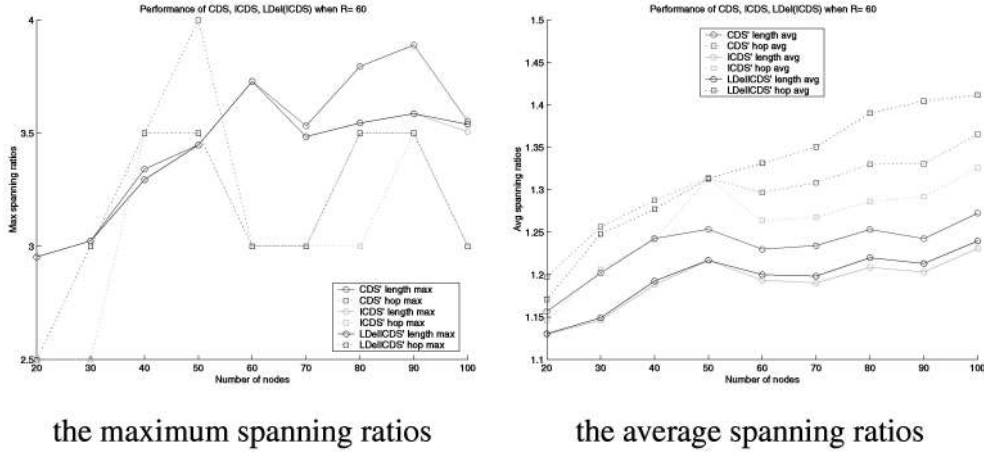 Performance of CDS, ICDS, LDel(ICDS) when R= 60
4
3.5
3
2.5
Max spanning ratios
20 30 40 50 60 70 80 90 100
Number of nodes
CDS' length max
CDS' hop max
ICDS' length max
ICDS' hop max
LDelICDS' length max
LDelICDS' hop max
the maximum spanning ratios
Performance of CDS, ICDS, LDel(ICDS) when R= 60
1.5
1.45
1.4
1.35
1.3
1.25
1.2
1.15
1.1
Avg spanning ratios
20 30 40 50 60 70 80 90 100
Number of nodes
CDS' length avg
CDS' hop avg
ICDS' length avg
ICDS' hop avg
LDelICDS' length avg
LDelICDS' hop avg
the average spanning ratios